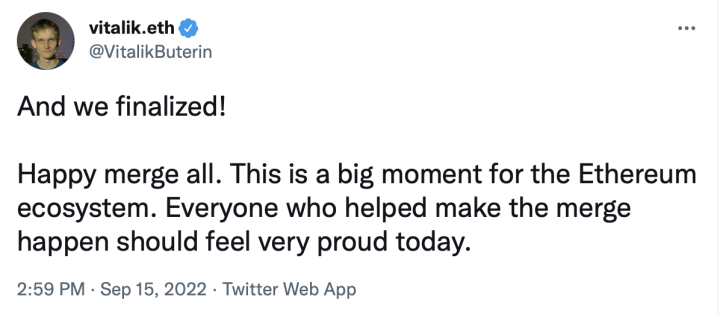 vitalik.eth
@VitalikButerin
And we finalized!
Happy merge all. This is a big moment for the Ethereum
ecosystem. Everyone who helped make the merge
happen should feel very proud today.
2:59 PM · Sep 15, 2022 · Twitter Web App